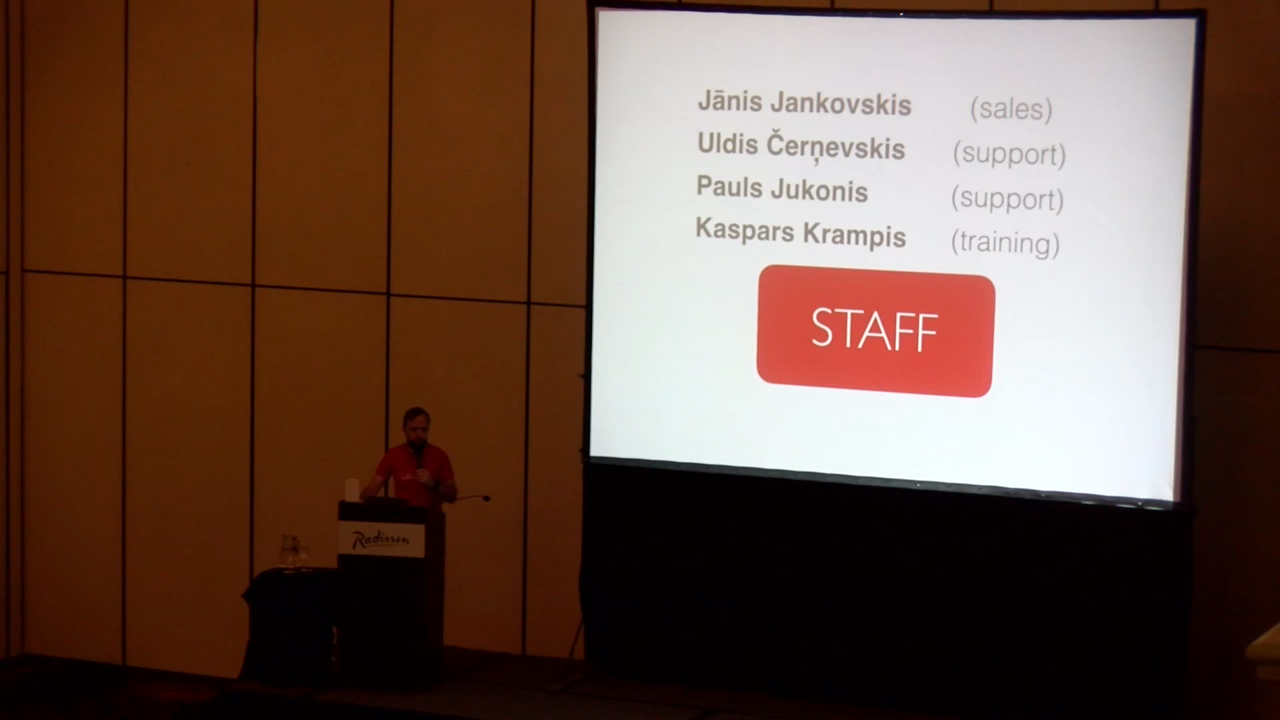 Jānis Jankovskis (sales)
Uldis Čerņevskis (support)
Pauls Jukonis (support)
Kaspars Krampis (training)
STAFF
Radisson